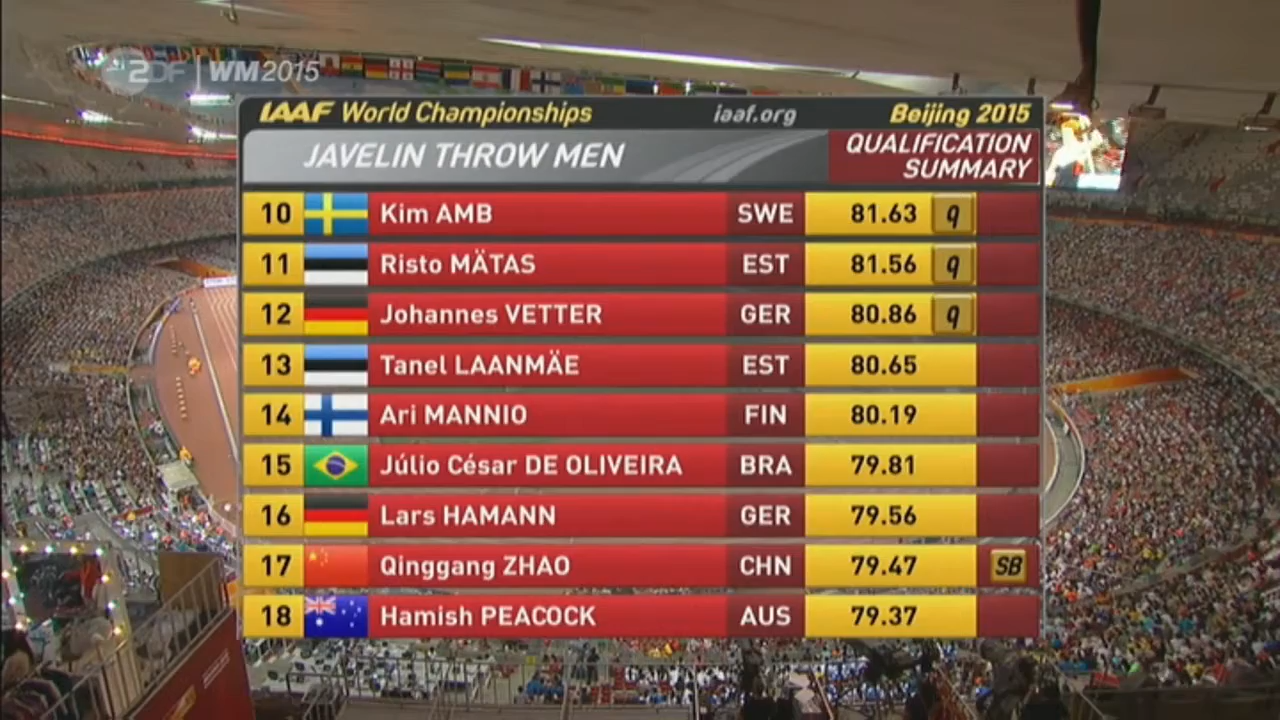 ZDF WM2015
IAAF World Championships iaaf.org Beijing 2015
JAVELIN THROW MEN QUALIFICATION SUMMARY
10 Kim AMB SWE 81.63 q
11 Risto MÄTAS EST 81.56 q
12 Johannes VETTER GER 80.86 q
13 Tanel LAANMÄE EST 80.65
14 Ari MANNIO FIN 80.19
15 Júlio César DE OLIVEIRA BRA 79.81
16 Lars HAMANN GER 79.56
17 Qinggang ZHAO CHN 79.47 SB
18 Hamish PEACOCK AUS 79.37